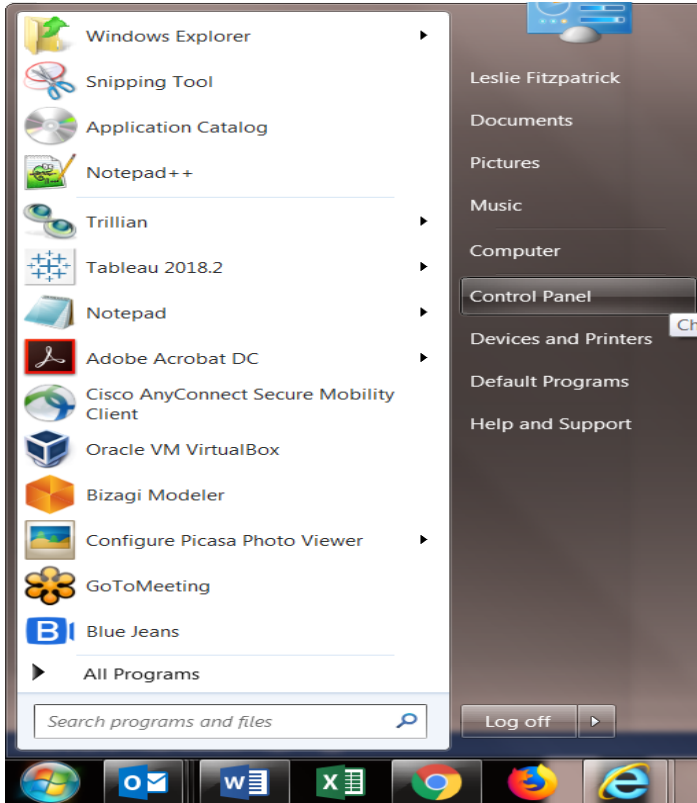 Windows Explorer
Snipping Tool
Application Catalog
Notepad++
Trillian
Tableau 2018.2
Notepad
Adobe Acrobat DC
Cisco AnyConnect Secure Mobility
Client
Oracle VM VirtualBox
Bizagi Modeler
Configure Picasa Photo Viewer
GoToMeeting
B
Blue Jeans
All Programs
Search programs and files
Leslie Fitzpatrick
Documents
Pictures
Music
Computer
Control Panel
Ch
Devices and Printers
Default Programs
Help and Support
Log off
O
W
X